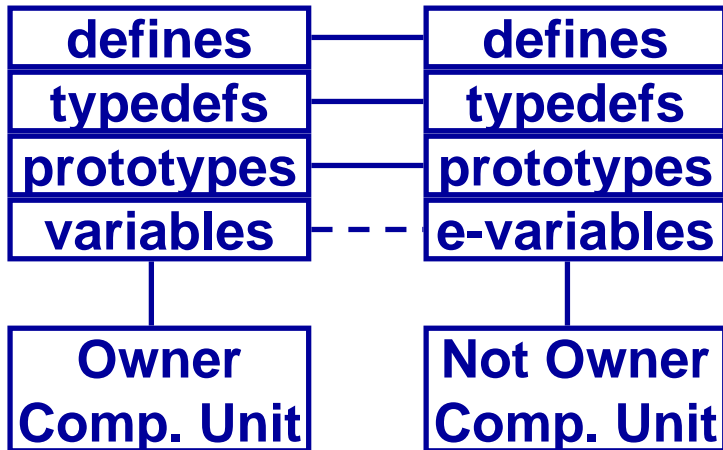 defines
defines
typedefs
typedefs
prototypes
prototypes
variables
e-variables
Owner
Comp. Unit
Not Owner
Comp. Unit